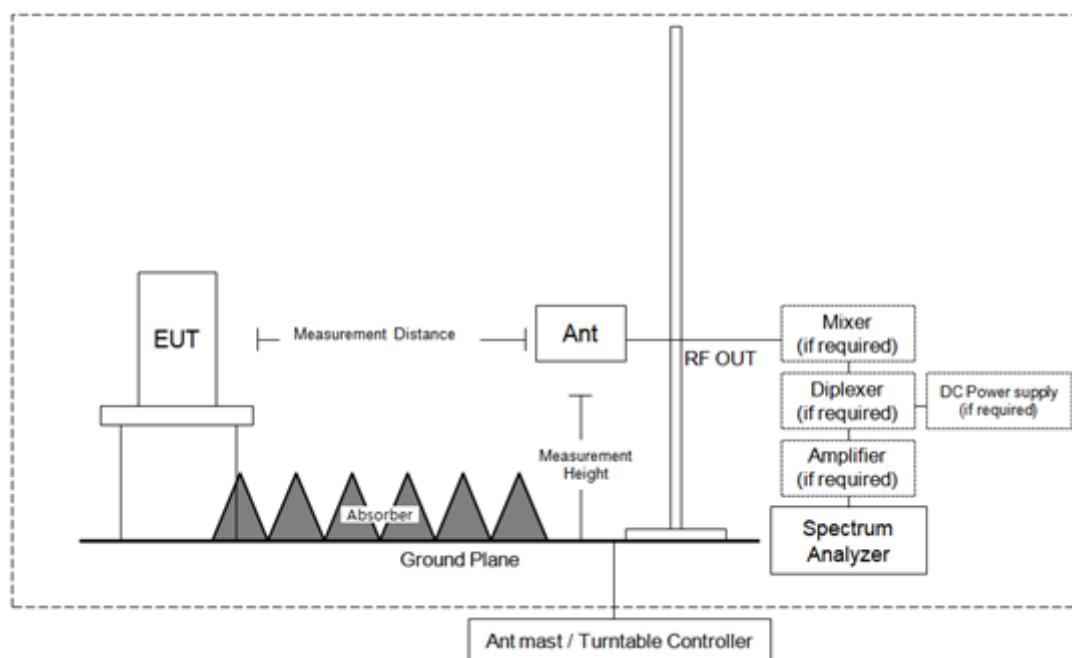 EUT
Measurement Distance
Ant
RF OUT
Mixer
(if required)
Diplexer
(if required)
DC Power supply
(if required)
Amplifier
(if required)
Spectrum
Analyzer
Measurement
Height
Absorber
Ground Plane
Ant mast / Turntable Controller